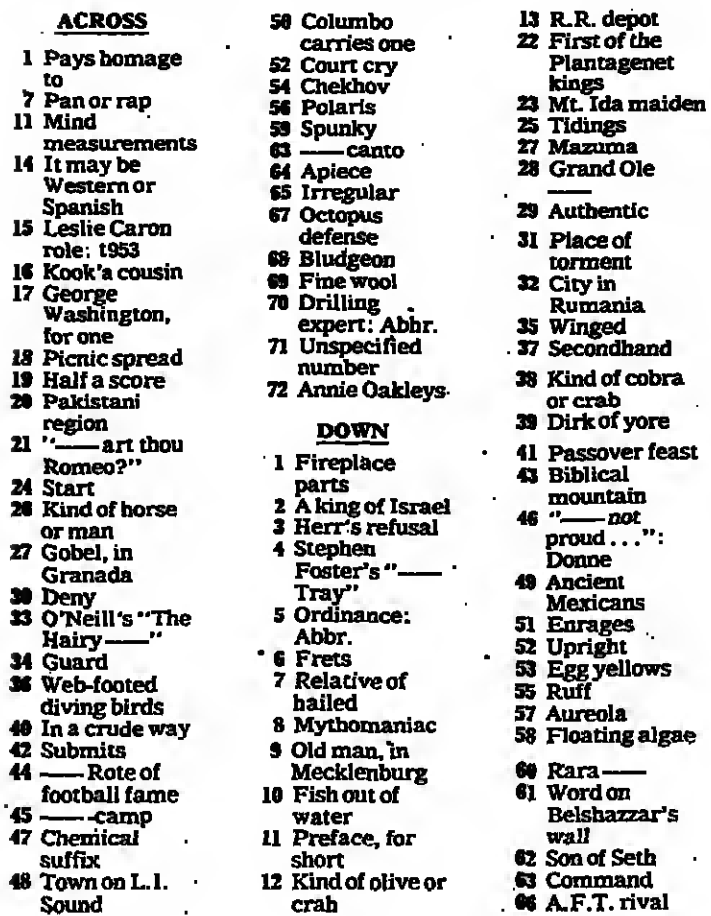 ACROSS
1 Pays homage
to
7 Pan or rap
11 Mind
measurements
14 It may be
Western or
Spanish
15 Leslie Caron
role: 1953
16 Kook'a cousin
17 George
Washington,
for one
18 Picnic spread
19 Half a score
20 Pakistani
region
21 "—— art thou
Romeo?"
24 Start
26 Kind of horse
or man
27 Gobel, in
Granada
30 Deny
33 O'Neill's "The
Hairy ——"
34 Guard
36 Web-footed
diving birds
40 In a crude way
42 Submits
44 —— Rote of
football fame
45 —— -camp
47 Chemical
suffix
48 Town on L.I.
Sound
50 Columbo
carries one
52 Court cry
54 Chekhov
56 Polaris
59 Spunky
63 —— canto
64 Apiece
65 Irregular
67 Octopus
defense
68 Bludgeon
69 Fine wool
70 Drilling
expert: Abhr.
71 Unspecified
number
72 Annie Oakleys
DOWN
1 Fireplace
parts
2 A king of Israel
3 Herr's refusal
4 Stephen
Foster's "——
Tray"
5 Ordinance:
Abbr.
6 Frets
7 Relative of
hailed
8 Mythomaniac
9 Old man, in
Mecklenburg
10 Fish out of
water
11 Preface, for
short
12 Kind of olive or
crah
13 R.R. depot
22 First of the
Plantagenet
kings
23 Mt. Ida maiden
25 Tidings
27 Mazuma
28 Grand Ole
——
29 Authentic
31 Place of
torment
32 City in
Rumania
35 Winged
37 Secondhand
38 Kind of cobra
or crab
39 Dirk of yore
41 Passover feast
43 Biblical
mountain
46 "—— not
proud . . .":
Donne
49 Ancient
Mexicans
51 Enrages
52 Upright
53 Egg yellows
55 Ruff
57 Aureola
58 Floating algae
60 Rara ——
61 Word on
Belshazzar's
wall
62 Son of Seth
63 Command
66 A.F.T. rival